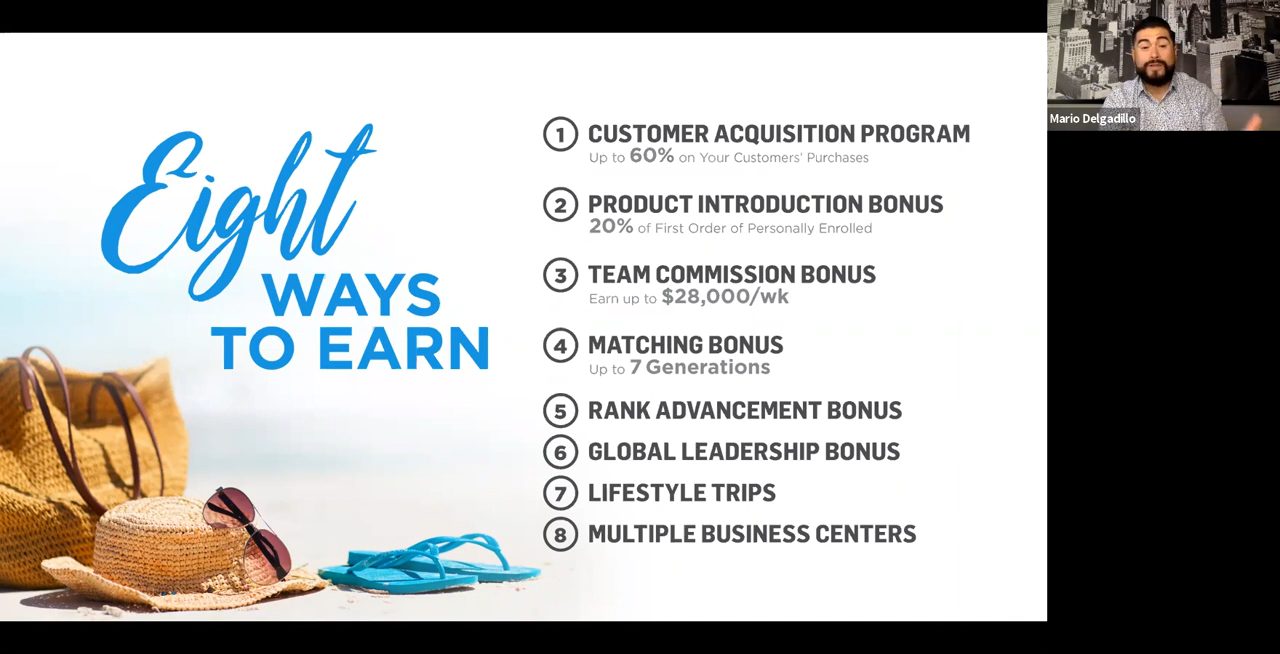 Eight
WAYS
TO EARN
1 CUSTOMER ACQUISITION PROGRAM
Up to 60% on Your Customers' Purchases
2 PRODUCT INTRODUCTION BONUS
20% of First Order of Personally Enrolled
3 TEAM COMMISSION BONUS
Earn up to $28,000/wk
4 MATCHING BONUS
Up to 7 Generations
5 RANK ADVANCEMENT BONUS
6 GLOBAL LEADERSHIP BONUS
7 LIFESTYLE TRIPS
8 MULTIPLE BUSINESS CENTERS
Mario Delgadillo